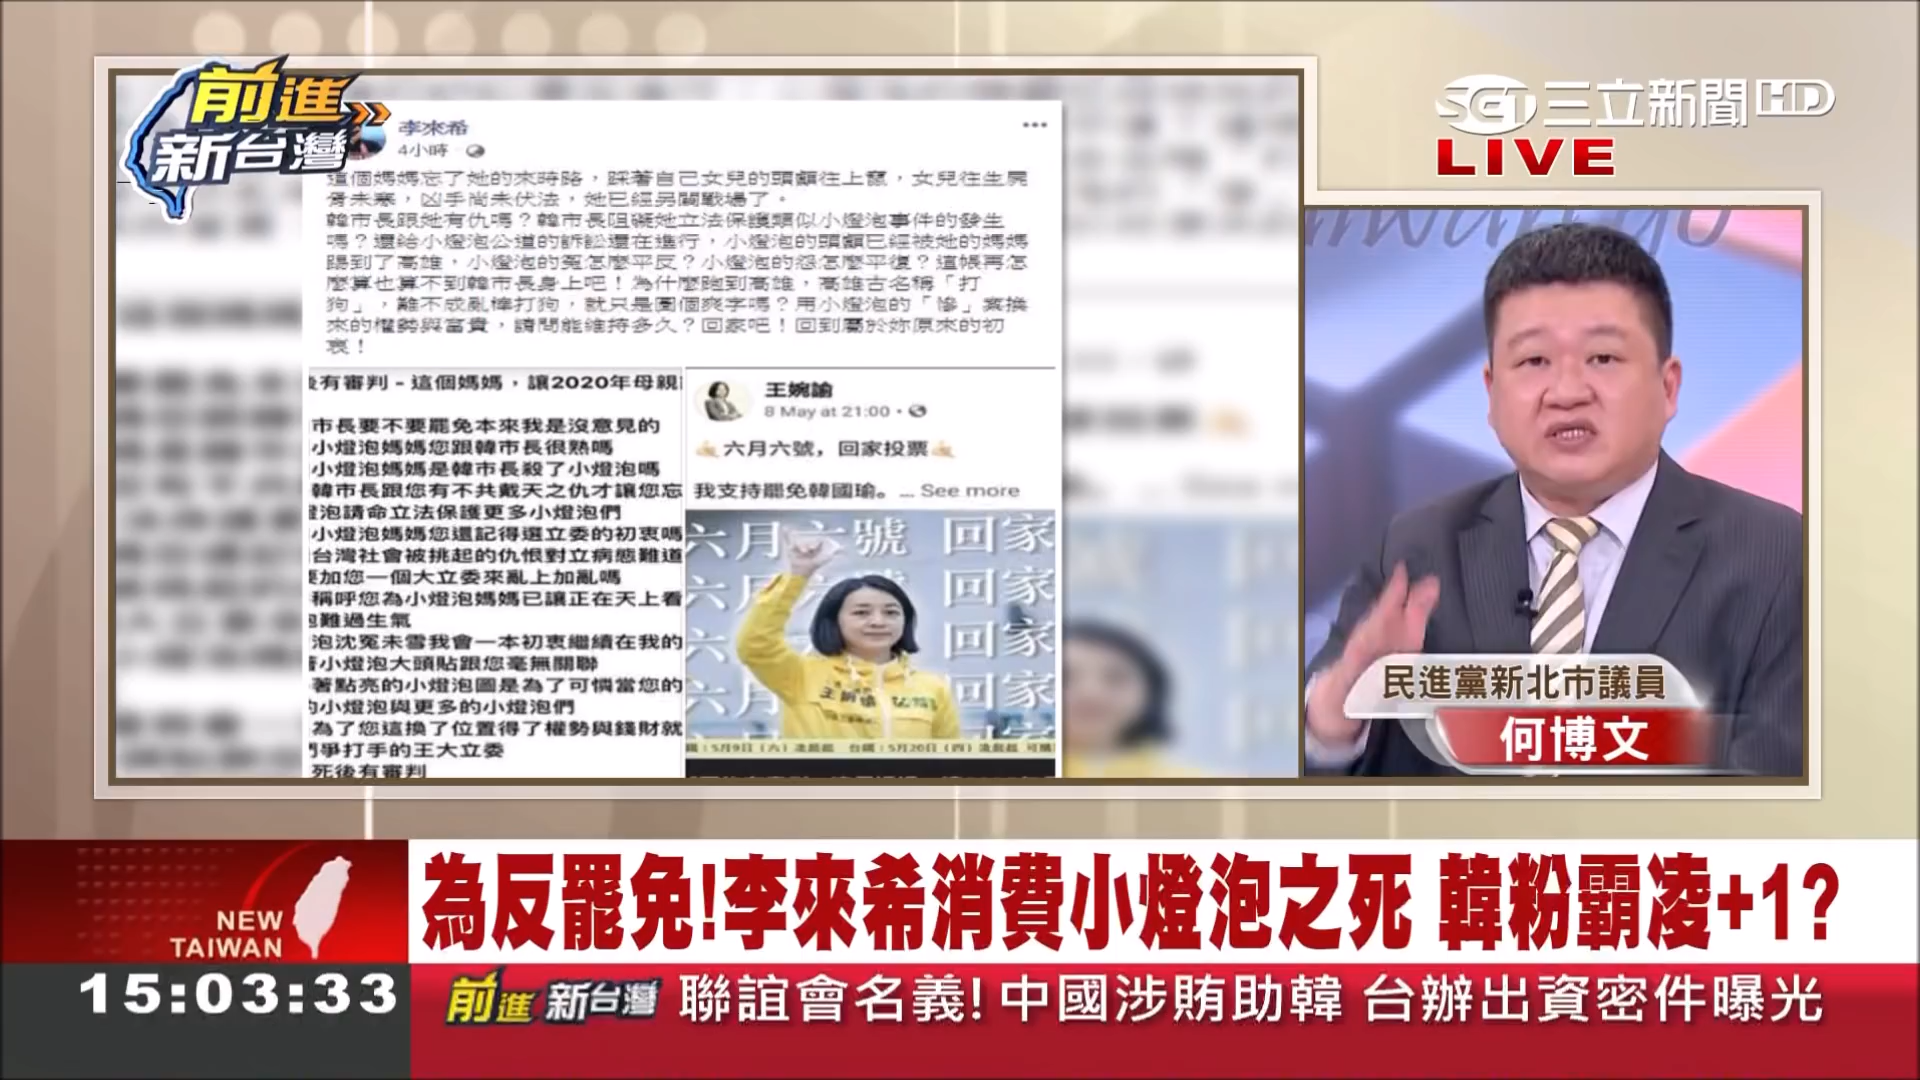 前進
新台灣
SET三立新聞HD
LIVE
李來希
4小時
這個媽媽忘了她的來時路，踩著自己女兒的頭顱往上竄，女兒往生屍
骨未寒，凶手尚未伏法，她已經另闢戰場了。
韓市長跟她有仇嗎？韓市長阻礙她立法保護類似小燈泡事件的發生
嗎？還給小燈泡公道的訴訟還在進行，小燈泡的頭顱已經被她的媽媽
踢到了高雄，小燈泡的冤怎麼平反？小燈泡的怨怎麼平復？這帳再怎
麼算也算不到韓市長身上吧！為什麼跑到高雄，高雄古名稱「打
狗」，難不成亂棒打狗，就只是圖個爽字嗎？用小燈泡的「慘」案換
來的權勢與富貴，請問能維持多久？回家吧！回到屬於妳原來的初
衷！
後有審判-這個媽媽，讓2020年母親
市長要不要罷免本來我是沒意見的
小燈泡媽媽您跟韓市長很熟嗎
小燈泡媽媽是韓市長殺了小燈泡嗎
韓市長跟您有不共戴天之仇才讓您忘
燈泡請命立法保護更多小燈泡們
小燈泡媽媽您還記得選立委的初衷嗎
台灣社會被挑起的仇恨對立病態難道
要加您一個大立委來亂上加亂嗎
稱呼您為小燈泡媽媽已讓正在天上看
難過生氣
泡沈冤未雪我會一本初衷繼續在我的
著小燈泡大頭貼跟您毫無關聯
著點亮的小燈泡圖是為了可憐當您的
的小燈泡與更多的小燈泡們
為了您這換了位置得了權勢與錢財就
鬥爭打手的王大立委
死後有審判
王婉諭
8 May at 21:00
六月六號，回家投票
我支持罷免韓國瑜。... See more
六月六號 回家
六月 回家
六月 回家
六月 回家
民進黨新北市議員
何博文
NEW
TAIWAN
為反罷免!李來希消費小燈泡之死 韓粉霸凌+1?
15:03:33
前進新台灣 聯誼會名義!中國涉賄助韓 台辦出資密件曝光